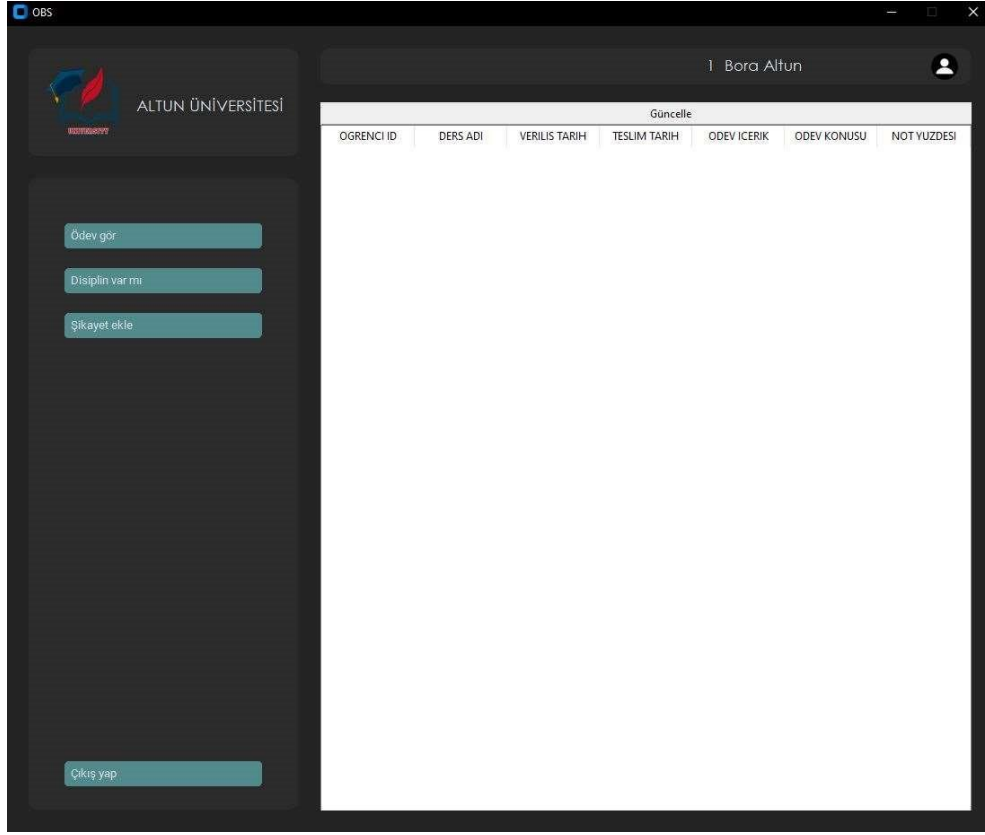 OBS
ALTUN ÜNİVERSİTESİ
UNIVERSITY
1 Bora Altun
Güncelle
OGRENCI ID DERS ADI VERILIS TARIH TESLIM TARIH ODEV ICERIK ODEV KONUSU NOT YUZDESI
Ödev gör
Disiplin var mı
Şikayet ekle
Çıkış yap